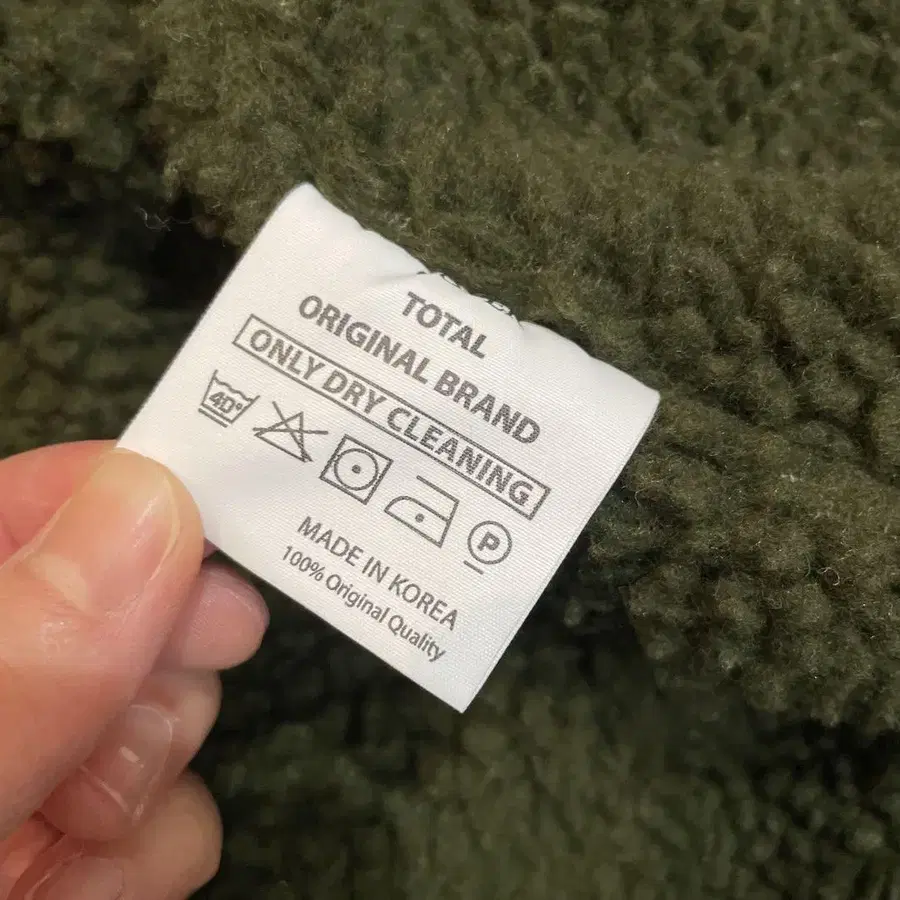 TOTAL
ORIGINAL BRAND
ONLY DRY CLEANING
40°
P
MADE IN KOREA
100% Original Quality